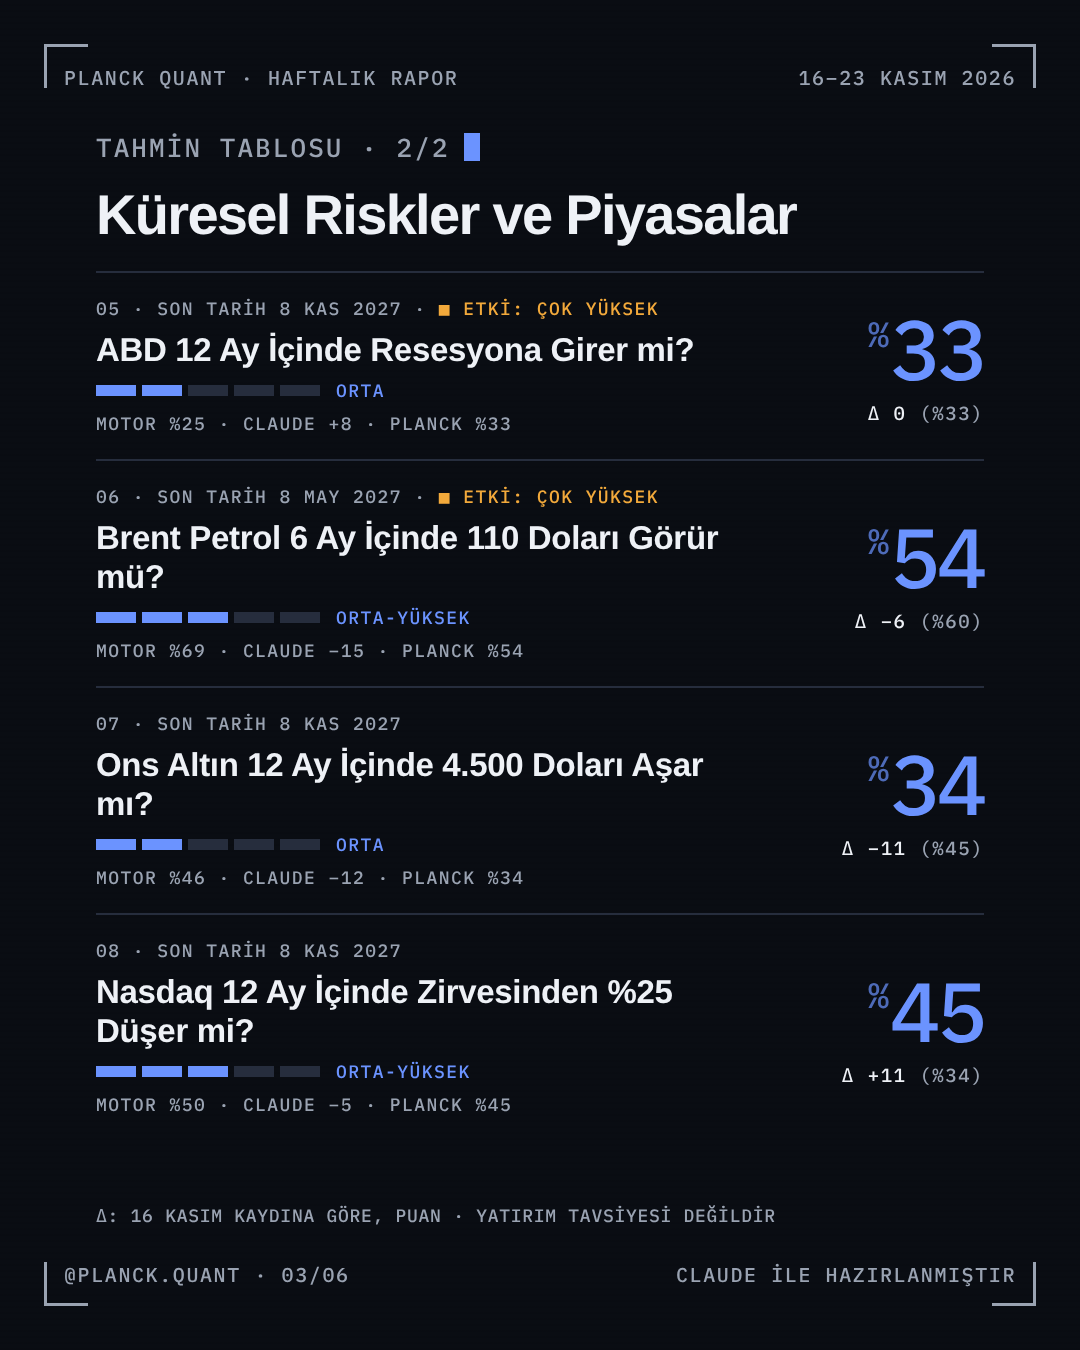 PLANCK QUANT · HAFTALIK RAPOR
16–23 KASIM 2026
TAHMİN TABLOSU · 2/2
Küresel Riskler ve Piyasalar
05 · SON TARİH 8 KAS 2027 · ■ ETKİ: ÇOK YÜKSEK
ABD 12 Ay İçinde Resesyona Girer mi?
ORTA
MOTOR %25 · CLAUDE +8 · PLANCK %33
%33
Δ 0 (%33)
06 · SON TARİH 8 MAY 2027 · ■ ETKİ: ÇOK YÜKSEK
Brent Petrol 6 Ay İçinde 110 Doları Görür
mü?
ORTA-YÜKSEK
MOTOR %69 · CLAUDE −15 · PLANCK %54
%54
Δ −6 (%60)
07 · SON TARİH 8 KAS 2027
Ons Altın 12 Ay İçinde 4.500 Doları Aşar
mı?
ORTA
MOTOR %46 · CLAUDE −12 · PLANCK %34
%34
Δ −11 (%45)
08 · SON TARİH 8 KAS 2027
Nasdaq 12 Ay İçinde Zirvesinden %25
Düşer mi?
ORTA-YÜKSEK
MOTOR %50 · CLAUDE −5 · PLANCK %45
%45
Δ +11 (%34)
Δ: 16 KASIM KAYDINA GÖRE, PUAN · YATIRIM TAVSİYESİ DEĞİLDİR
@PLANCK.QUANT · 03/06
CLAUDE İLE HAZIRLANMIŞTIR